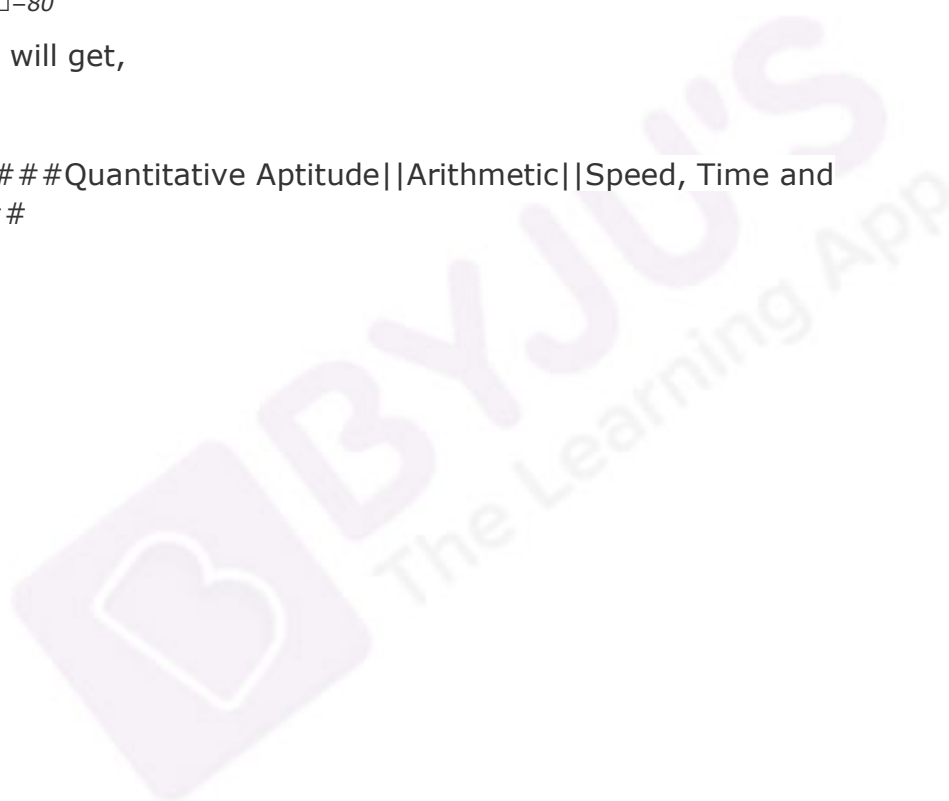 =80
will get,
###Quantitative Aptitude||Arithmetic||Speed, Time and
#
BYJU'S
The Learning App